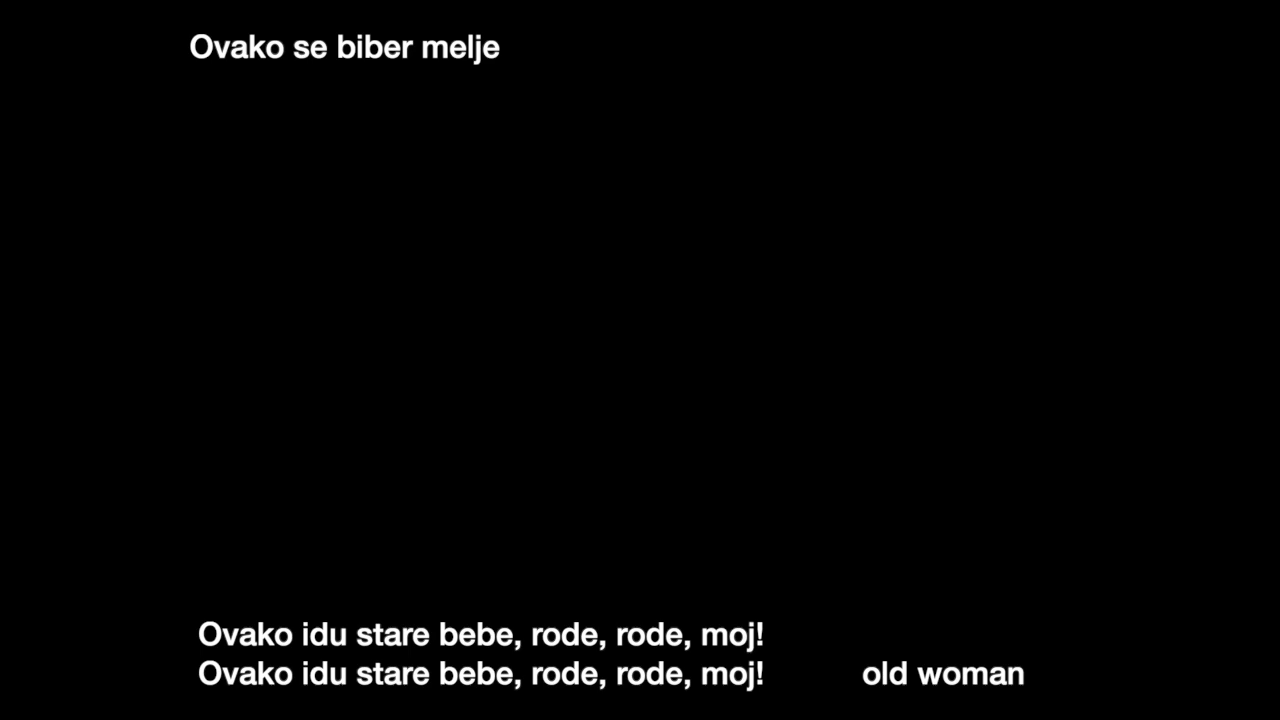 Ovako se biber melje
Ovako idu stare bebe, rode, rode, moj!
Ovako idu stare bebe, rode, rode, moj! old woman